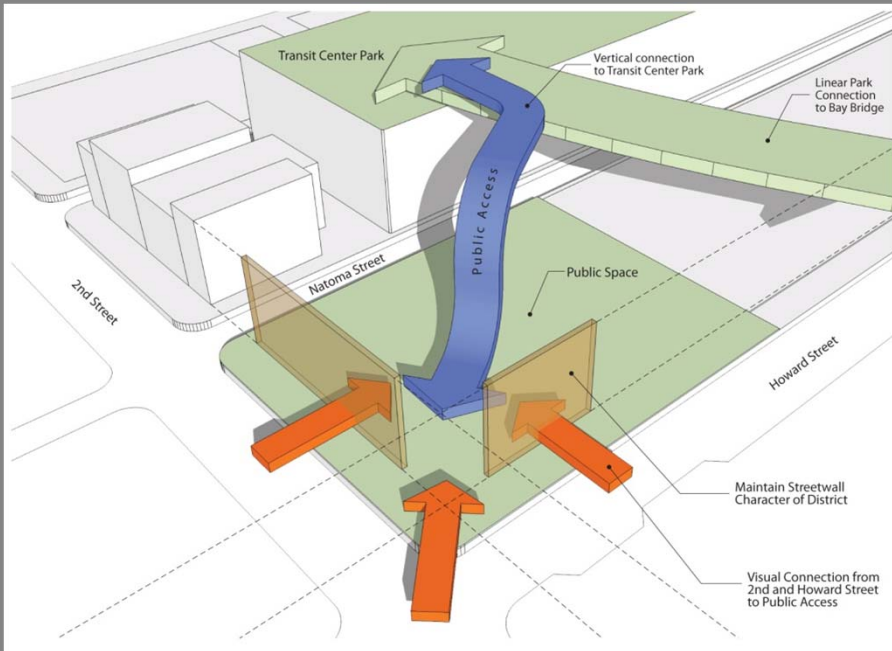 Transit Center Park
Vertical connection
to Transit Center Park
Linear Park
Connection
to Bay Bridge
Public Access
Public Space
Natoma Street
2nd Street
Howard Street
Maintain Streetwall
Character of District
Visual Connection from
2nd and Howard Street
to Public Access